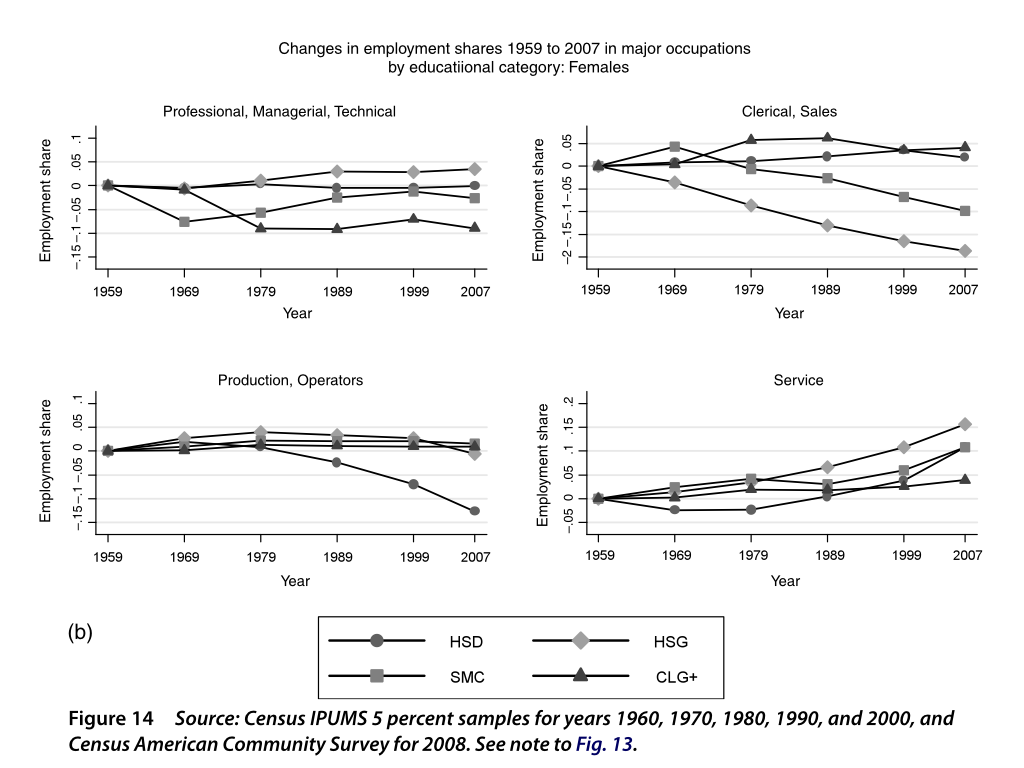 Changes in employment shares 1959 to 2007 in major occupations
by educatiional category: Females
Professional, Managerial, Technical
Employment share
.1
.05
0
-.05
-.1
-.15
1959 1969 1979 1989 1999 2007
Year
Clerical, Sales
Employment share
.05
0
-.05
-.1
-.15
-2
1959 1969 1979 1989 1999 2007
Year
Production, Operators
Employment share
.1
.05
0
-.05
-.1
-.15
1959 1969 1979 1989 1999 2007
Year
Service
Employment share
.2
.15
.1
.05
0
-.05
1959 1969 1979 1989 1999 2007
Year
(b)
HSD HSG
SMC CLG+
Figure 14 Source: Census IPUMS 5 percent samples for years 1960, 1970, 1980, 1990, and 2000, and
Census American Community Survey for 2008. See note to Fig. 13.